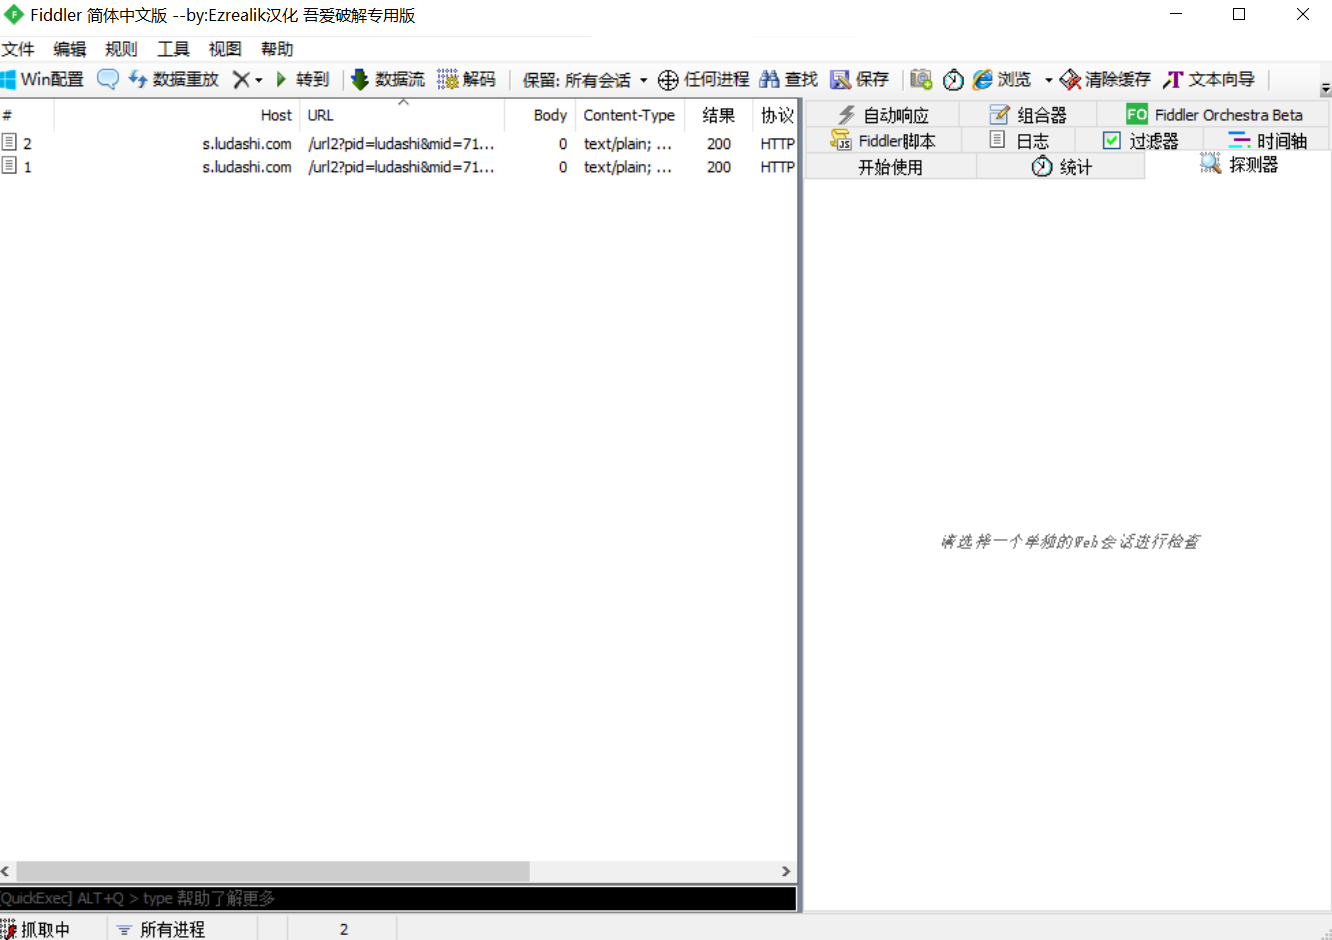 Fiddler 简体中文版 --by:Ezrealik汉化 吾爱破解专用版
文件 编辑 规则 工具 视图 帮助
Win配置 数据重放 转到 数据流 解码 保留: 所有会话 任何进程 查找 保存 浏览 清除缓存 文本向导
# Host URL Body Content-Type 结果 协议
2 s.ludashi.com /url2?pid=ludashi&mid=71... 0 text/plain; ... 200 HTTP
1 s.ludashi.com /url2?pid=ludashi&mid=71... 0 text/plain; ... 200 HTTP
自动响应 组合器 FO Fiddler Orchestra Beta
Fiddler脚本 日志 过滤器 时间轴
开始使用 统计 探测器
请选择一个单独的Web会话进行检查
[QuickExec] ALT+Q > type 帮助了解更多
抓取中 所有进程 2